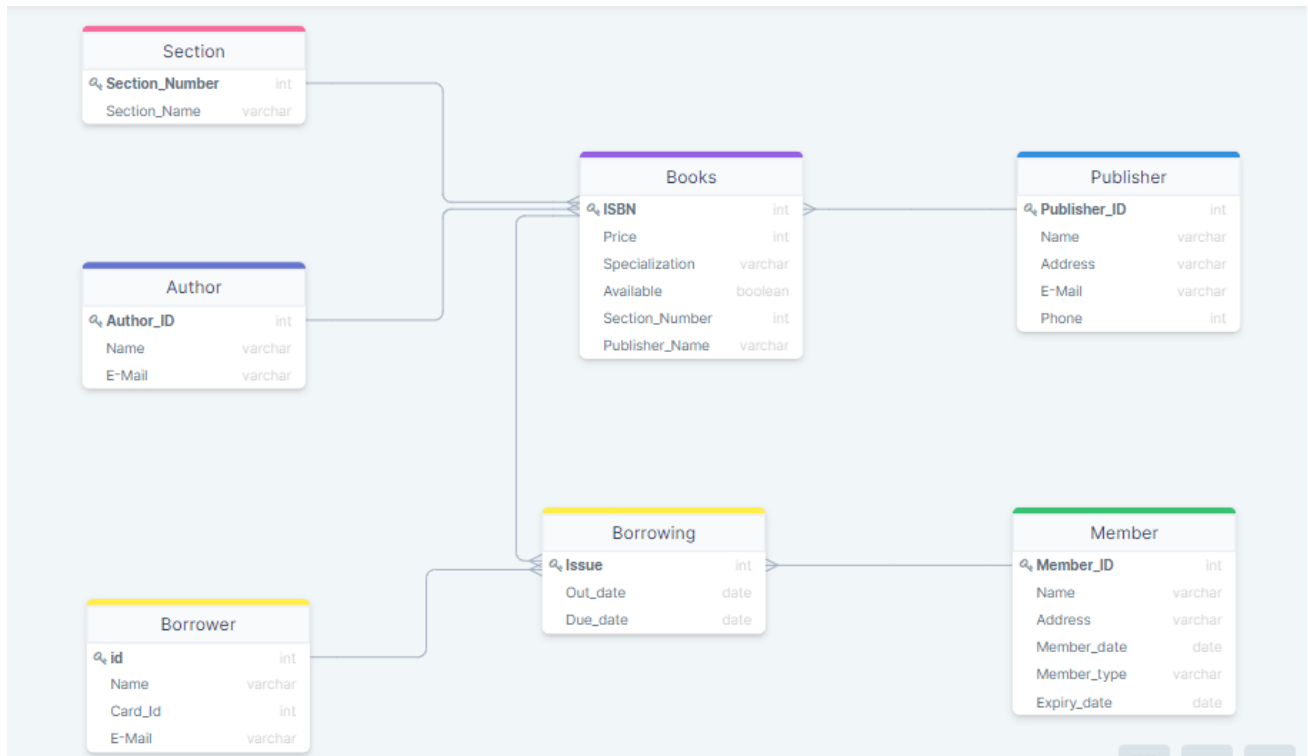 Section
Section_Number int
Section_Name varchar
Books
ISBN int
Price int
Specialization varchar
Available boolean
Section_Number int
Publisher_Name varchar
Publisher
Publisher_ID int
Name varchar
Address varchar
E-Mail varchar
Phone int
Author
Author_ID int
Name varchar
E-Mail varchar
Borrowing
Issue int
Out_date date
Due_date date
Member
Member_ID int
Name varchar
Address varchar
Member_date date
Member_type varchar
Expiry_date date
Borrower
id int
Name varchar
Card_Id int
E-Mail varchar